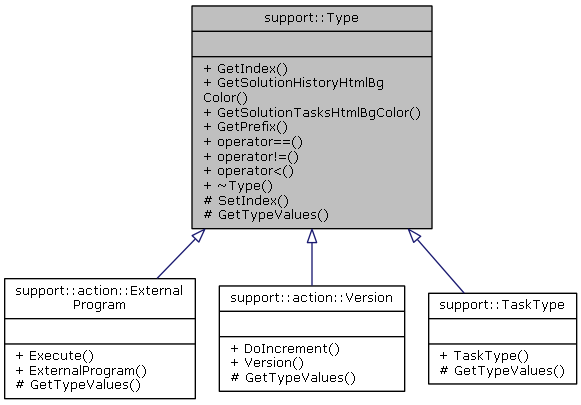 support::Type
+ GetIndex()
+ GetSolutionHistoryHtmlBg
Color()
+ GetSolutionTasksHtmlBgColor()
+ GetPrefix()
+ operator==()
+ operator!=()
+ operator<()
+ ~Type()
# SetIndex()
# GetTypeValues()
support::action::External
Program
+ Execute()
+ ExternalProgram()
# GetTypeValues()
support::action::Version
+ DoIncrement()
+ Version()
# GetTypeValues()
support::TaskType
+ TaskType()
# GetTypeValues()